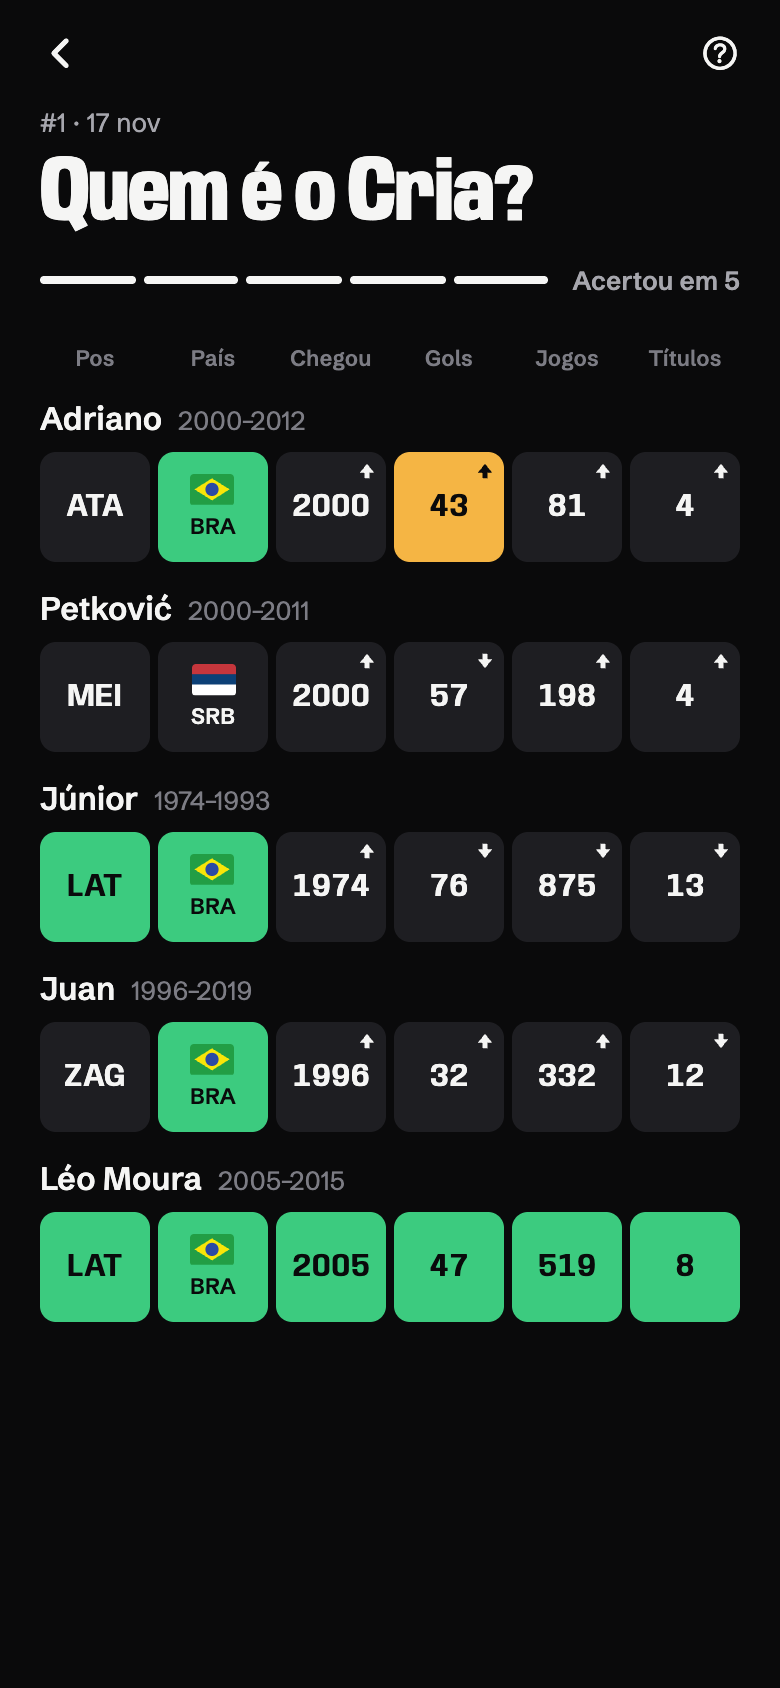 #1 · 17 nov
Quem é o Cria?
Acertou em 5
Pos País Chegou Gols Jogos Títulos
Adriano 2000-2012
ATA BRA 2000 43 81 4
Petković 2000-2011
MEI SRB 2000 57 198 4
Júnior 1974-1993
LAT BRA 1974 76 875 13
Juan 1996-2019
ZAG BRA 1996 32 332 12
Léo Moura 2005-2015
LAT BRA 2005 47 519 8